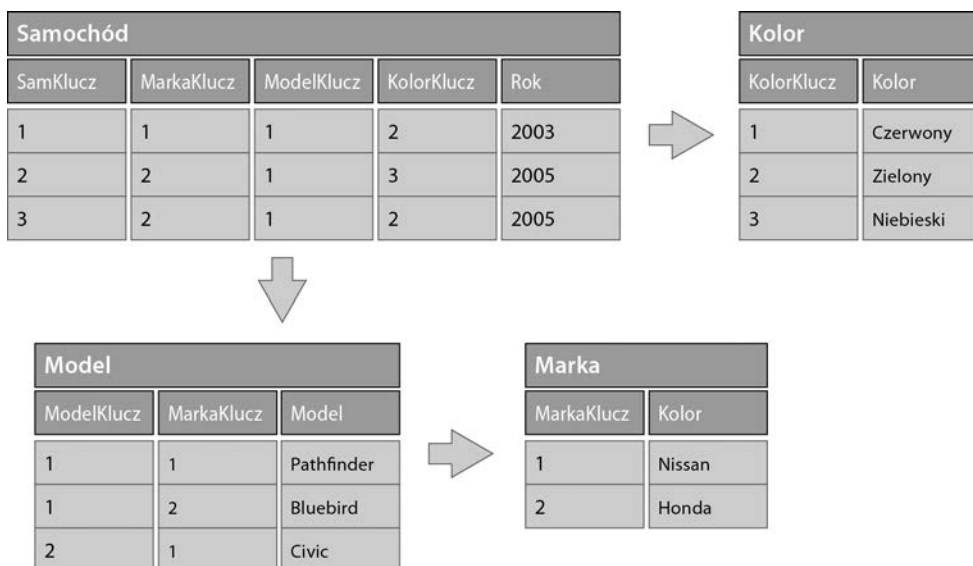 Samochód
SamKlucz MarkaKlucz ModelKlucz KolorKlucz Rok
1 1 1 2 2003
2 2 1 3 2005
3 2 1 2 2005
Kolor
KolorKlucz Kolor
1 Czerwony
2 Zielony
3 Niebieski
Model
ModelKlucz MarkaKlucz Model
1 1 Pathfinder
1 2 Bluebird
2 1 Civic
Marka
MarkaKlucz Kolor
1 Nissan
2 Honda